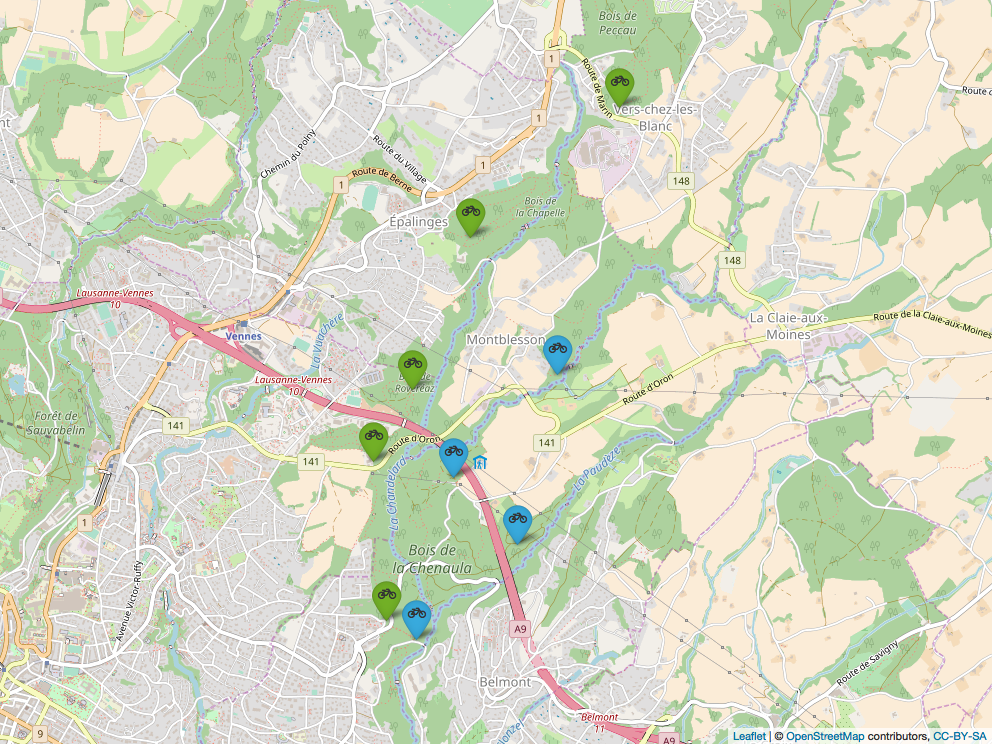 Bois de
Peccau
1
Route de Marin
Vers-chez-les-
Blanc
Route d
1
Chemin du Polny
Route du Village
Route de Berne
1
1
148
Bois de
la Chapelle
Épalinges
148
Lausanne-Vennes
10
La Vuachère
Vennes
La Claie-aux-
Moines
Route de la Claie-aux-Moines
Montblesson
Lausanne-Vennes
10
Rovéréaz
Route d'Oron
Forêt de
Sauvabelin
141
Route d'Oron
141
141
La Chandelard
La Paudèze
1
Bois de
la Chenaula
Avenue Victor-Ruffy
A9
Belmont
Route de Savigny
Belmont
11
9
A9
Leaflet | © OpenStreetMap contributors, CC-BY-SA